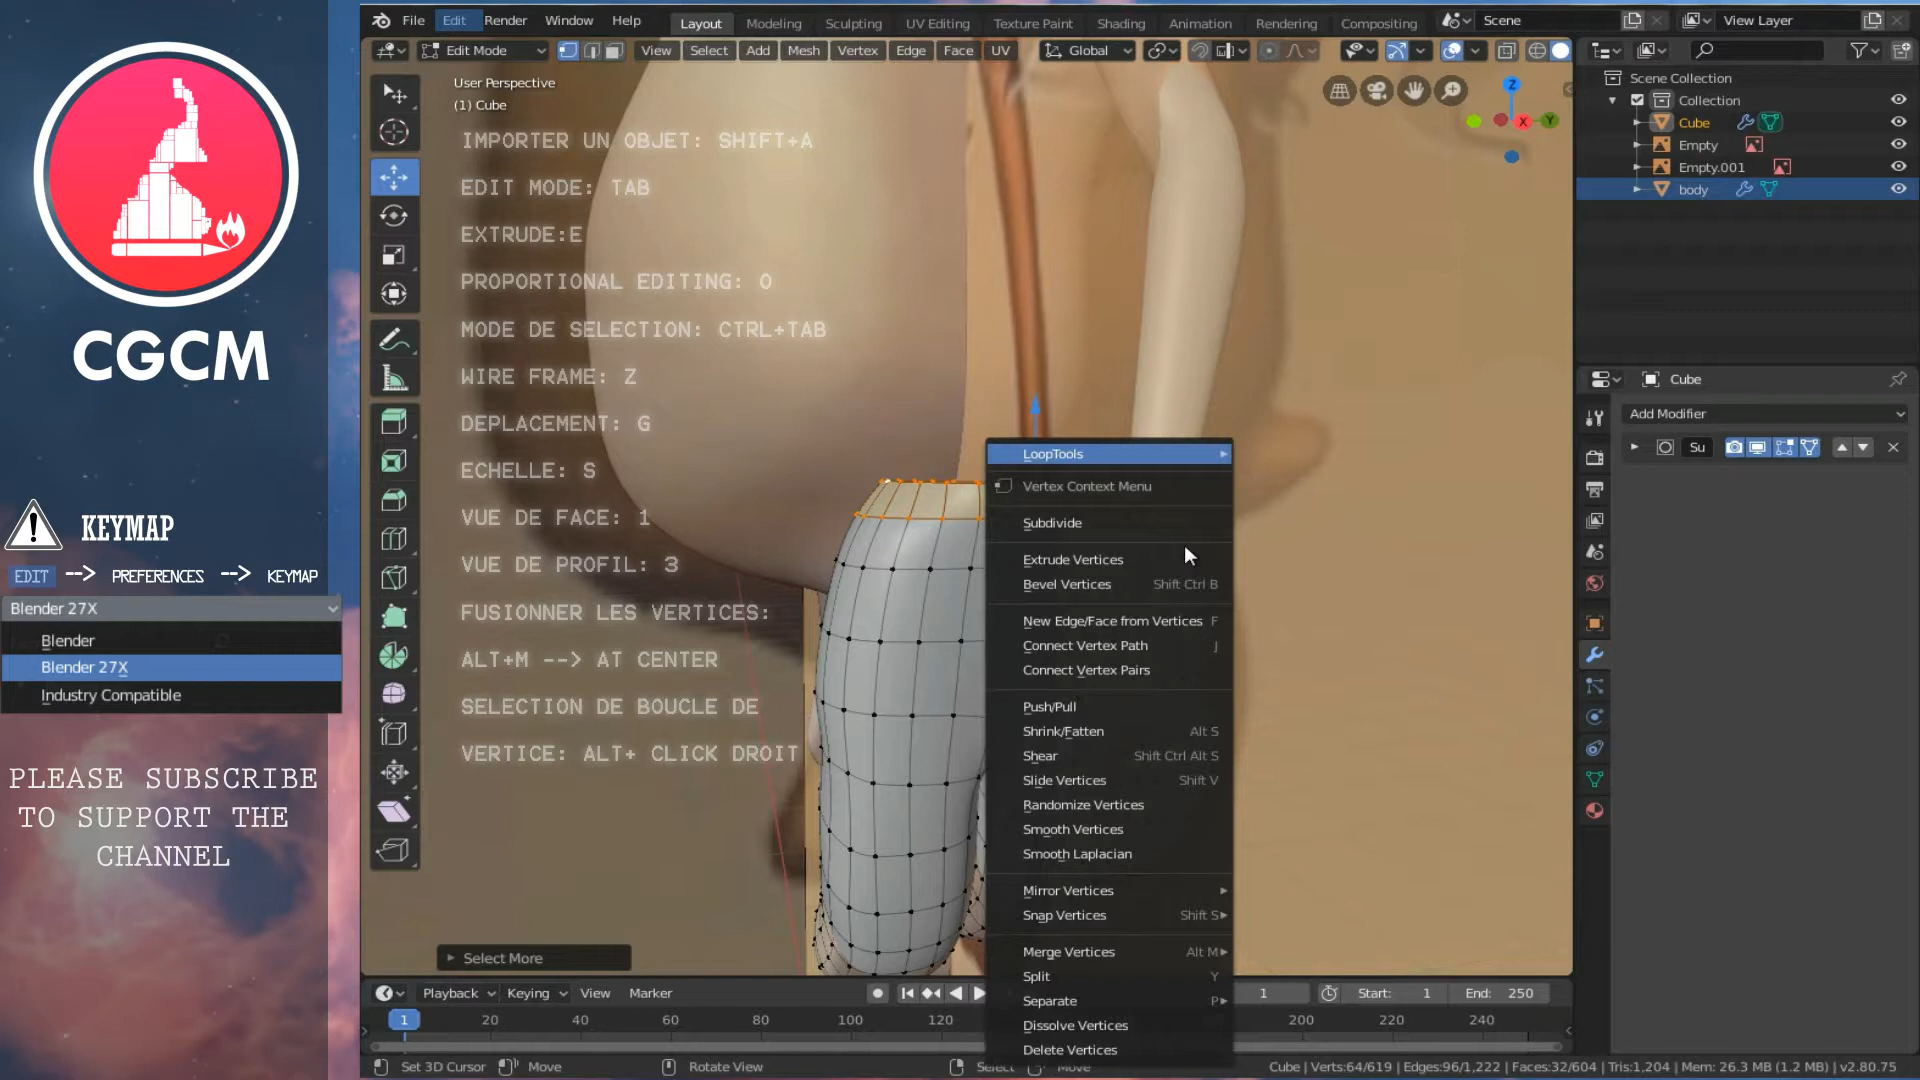 CGCM
KEYMAP
EDIT --> PREFERENCES --> KEYMAP
Blender 27X
Blender
Blender 27X
Industry Compatible
PLEASE SUBSCRIBE
TO SUPPORT THE
CHANNEL
File Edit Render Window Help
Layout Modeling Sculpting UV Editing Texture Paint Shading Animation Rendering Compositing
Scene
View Layer
Edit Mode
View Select Add Mesh Vertex Edge Face UV
Global
User Perspective
(1) Cube
IMPORTER UN OBJET: SHIFT+A
EDIT MODE: TAB
EXTRUDE:E
PROPORTIONAL EDITING: O
MODE DE SELECTION: CTRL+TAB
WIRE FRAME: Z
DEPLACEMENT: G
ECHELLE: S
VUE DE FACE: 1
VUE DE PROFIL: 3
FUSIONNER LES VERTICES:
ALT+M --> AT CENTER
SELECTION DE BOUCLE DE
VERTICE: ALT+ CLICK DROIT
Z
X
Y
LoopTools
Vertex Context Menu
Subdivide
Extrude Vertices
Bevel Vertices Shift Ctrl B
New Edge/Face from Vertices F
Connect Vertex Path J
Connect Vertex Pairs
Push/Pull
Shrink/Fatten Alt S
Shear Shift Ctrl Alt S
Slide Vertices Shift V
Randomize Vertices
Smooth Vertices
Smooth Laplacian
Mirror Vertices
Snap Vertices Shift S
Merge Vertices Alt M
Split Y
Separate P
Dissolve Vertices
Delete Vertices
Select More
Scene Collection
Collection
Cube
Empty
Empty.001
body
Cube
Add Modifier
Su
Playback Keying View Marker
1 Start: 1 End: 250
1 20 40 60 80 100 120 200 220 240
Set 3D Cursor Move Rotate View Select Move
Cube | Verts:64/619 | Edges:96/1,222 | Faces:32/604 | Tris:1,204 | Mem: 26.3 MB (1.2 MB) | v2.80.75